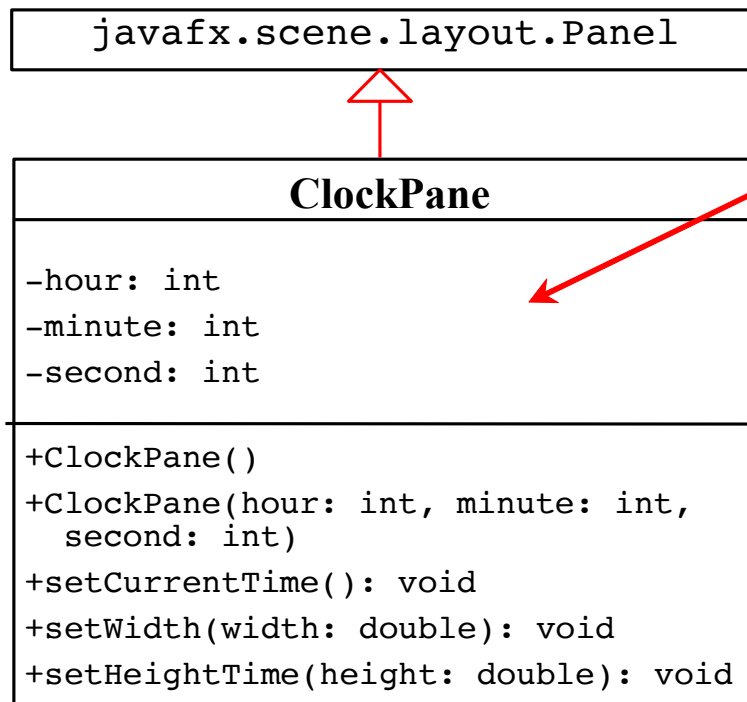 javafx.scene.layout.Panel
ClockPane
-hour: int
-minute: int
-second: int
+ClockPane()
+ClockPane(hour: int, minute: int,
second: int)
+setCurrentTime(): void
+setWidth(width: double): void
+setHeightTime(height: double): void